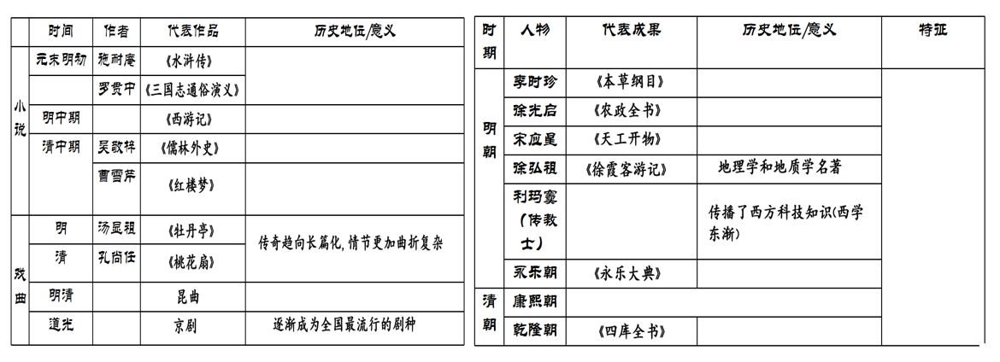 时间 作者 代表作品 历史地位/意义
小说
元末明初 施耐庵 《水浒传》
罗贯中 《三国志通俗演义》
明中期 《西游记》
清中期 吴敬梓 《儒林外史》
曹雪芹 《红楼梦》
戏曲
明 汤显祖 《牡丹亭》
传奇趋向长篇化,情节更加曲折复杂
清 孔尚任 《桃花扇》
明清 昆曲
道光 京剧 逐渐成为全国最流行的剧种
时期 人物 代表成果 历史地位/意义 特征
明朝
李时珍 《本草纲目》
徐光启 《农政全书》
宋应星 《天工开物》
徐弘祖 《徐霞客游记》 地理学和地质学名著
利玛窦
(传教
士)
传播了西方科技知识(西学
东渐)
永乐朝 《永乐大典》
清朝
康熙朝
乾隆朝 《四库全书》